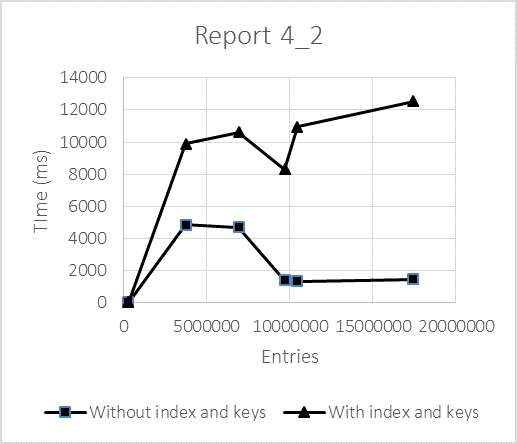 Report 4_2
14000
12000
10000
8000
6000
4000
2000
0
TIme (ms)
0 5000000 10000000 15000000 20000000
Entries
Without index and keys With index and keys